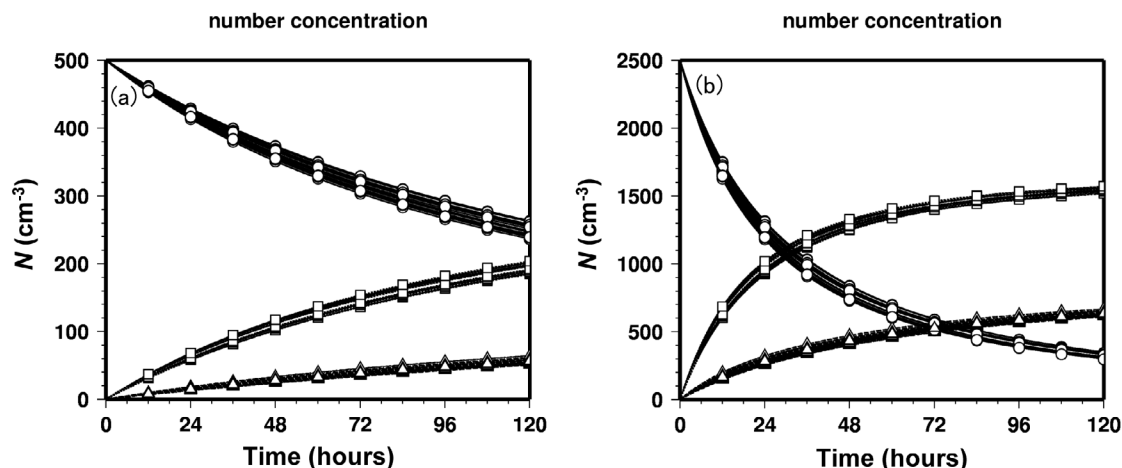 number concentration
500
400
300
200
100
0
N (cm-3)
(a)
0 24 48 72 96 120
Time (hours)
number concentration
2500
2000
1500
1000
500
0
N (cm-3)
(b)
0 24 48 72 96 120
Time (hours)